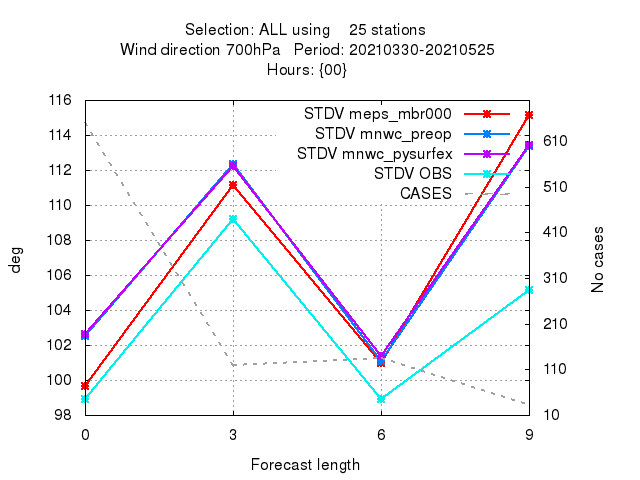 Selection: ALL using 25 stations
Wind direction 700hPa Period: 20210330-20210525
Hours: {00}
STDV meps_mbr000
STDV mnwc_preop
STDV mnwc_pysurfex
STDV OBS
CASES
deg
116
114
112
110
108
106
104
102
100
98
No cases
610
510
410
310
210
110
10
0 3 6 9
Forecast length